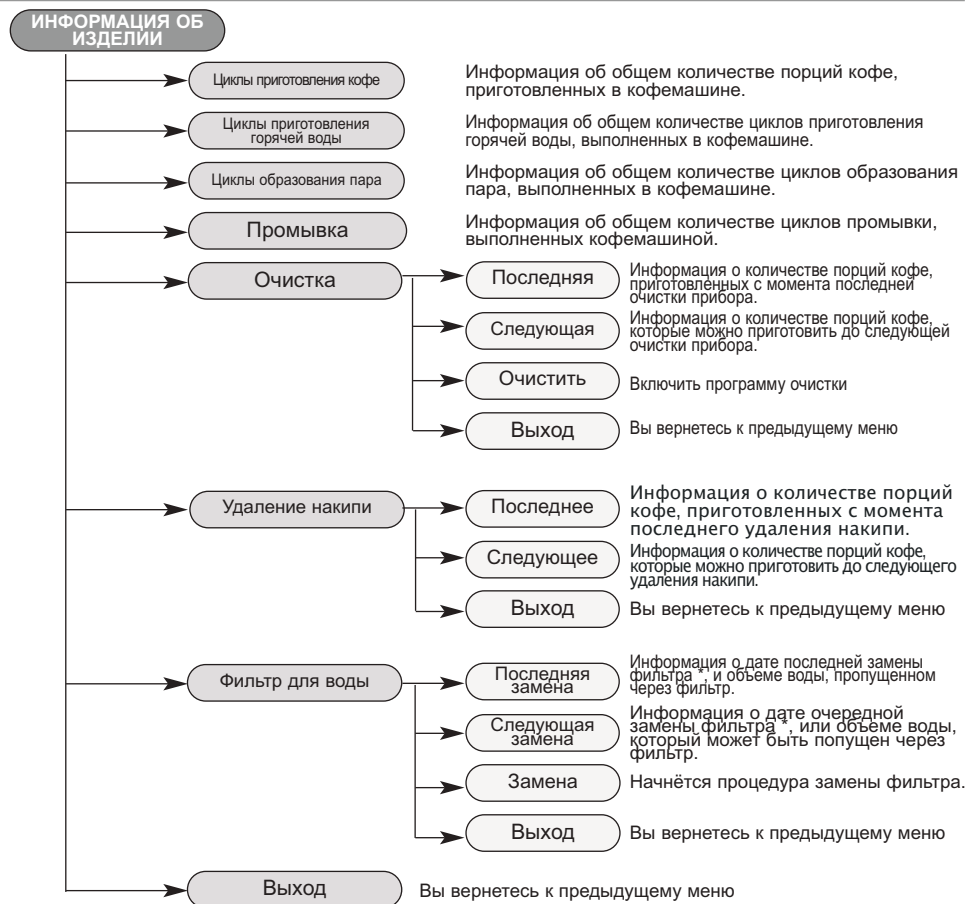 ИНФОРМАЦИЯ ОБ
ИЗДЕЛИИ
Циклы приготовления кофе
Информация об общем количестве порций кофе,
приготовленных в кофемашине.
Циклы приготовления
горячей воды
Информация об общем количестве циклов приготовления
горячей воды, выполненных в кофемашине.
Циклы образования пара
Информация об общем количестве циклов образования
пара, выполненных в кофемашине.
Промывка
Информация об общем количестве циклов промывки,
выполненных кофемашиной.
Очистка
Последняя
Информация о количестве порций кофе,
приготовленных с момента последней
очистки прибора.
Следующая
Информация о количестве порций кофе,
которые можно приготовить до следующей
очистки прибора.
Очистить
Включить программу очистки
Выход
Вы вернетесь к предыдущему меню
Удаление накипи
Последнее
Информация о количестве порций
кофе, приготовленных с момента
последнего удаления накипи.
Следующее
Информация о количестве порций кофе,
которые можно приготовить до следующего
удаления накипи.
Выход
Вы вернетесь к предыдущему меню
Фильтр для воды
Последняя
замена
Информация о дате последней замены
фильтра *, и объеме воды, пропущенном
через фильтр.
Следующая
замена
Информация о дате очередной
замены фильтра *, или объеме воды,
который может быть попущен через
фильтр.
Замена
Начнётся процедура замены фильтра.
Выход
Вы вернетесь к предыдущему меню
Выход
Вы вернетесь к предыдущему меню